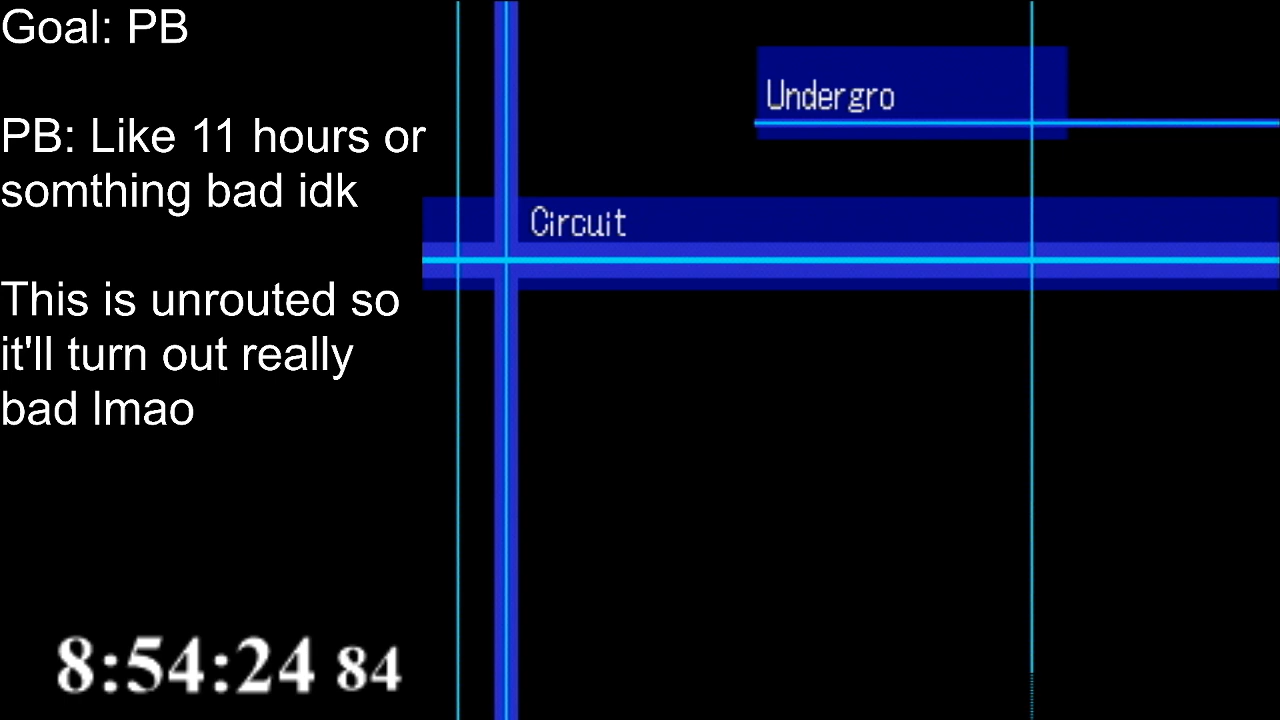 Goal: PB
PB: Like 11 hours or
somthing bad idk
This is unrouted so
it'll turn out really
bad lmao
Undergro
Circuit
8:54:24 84